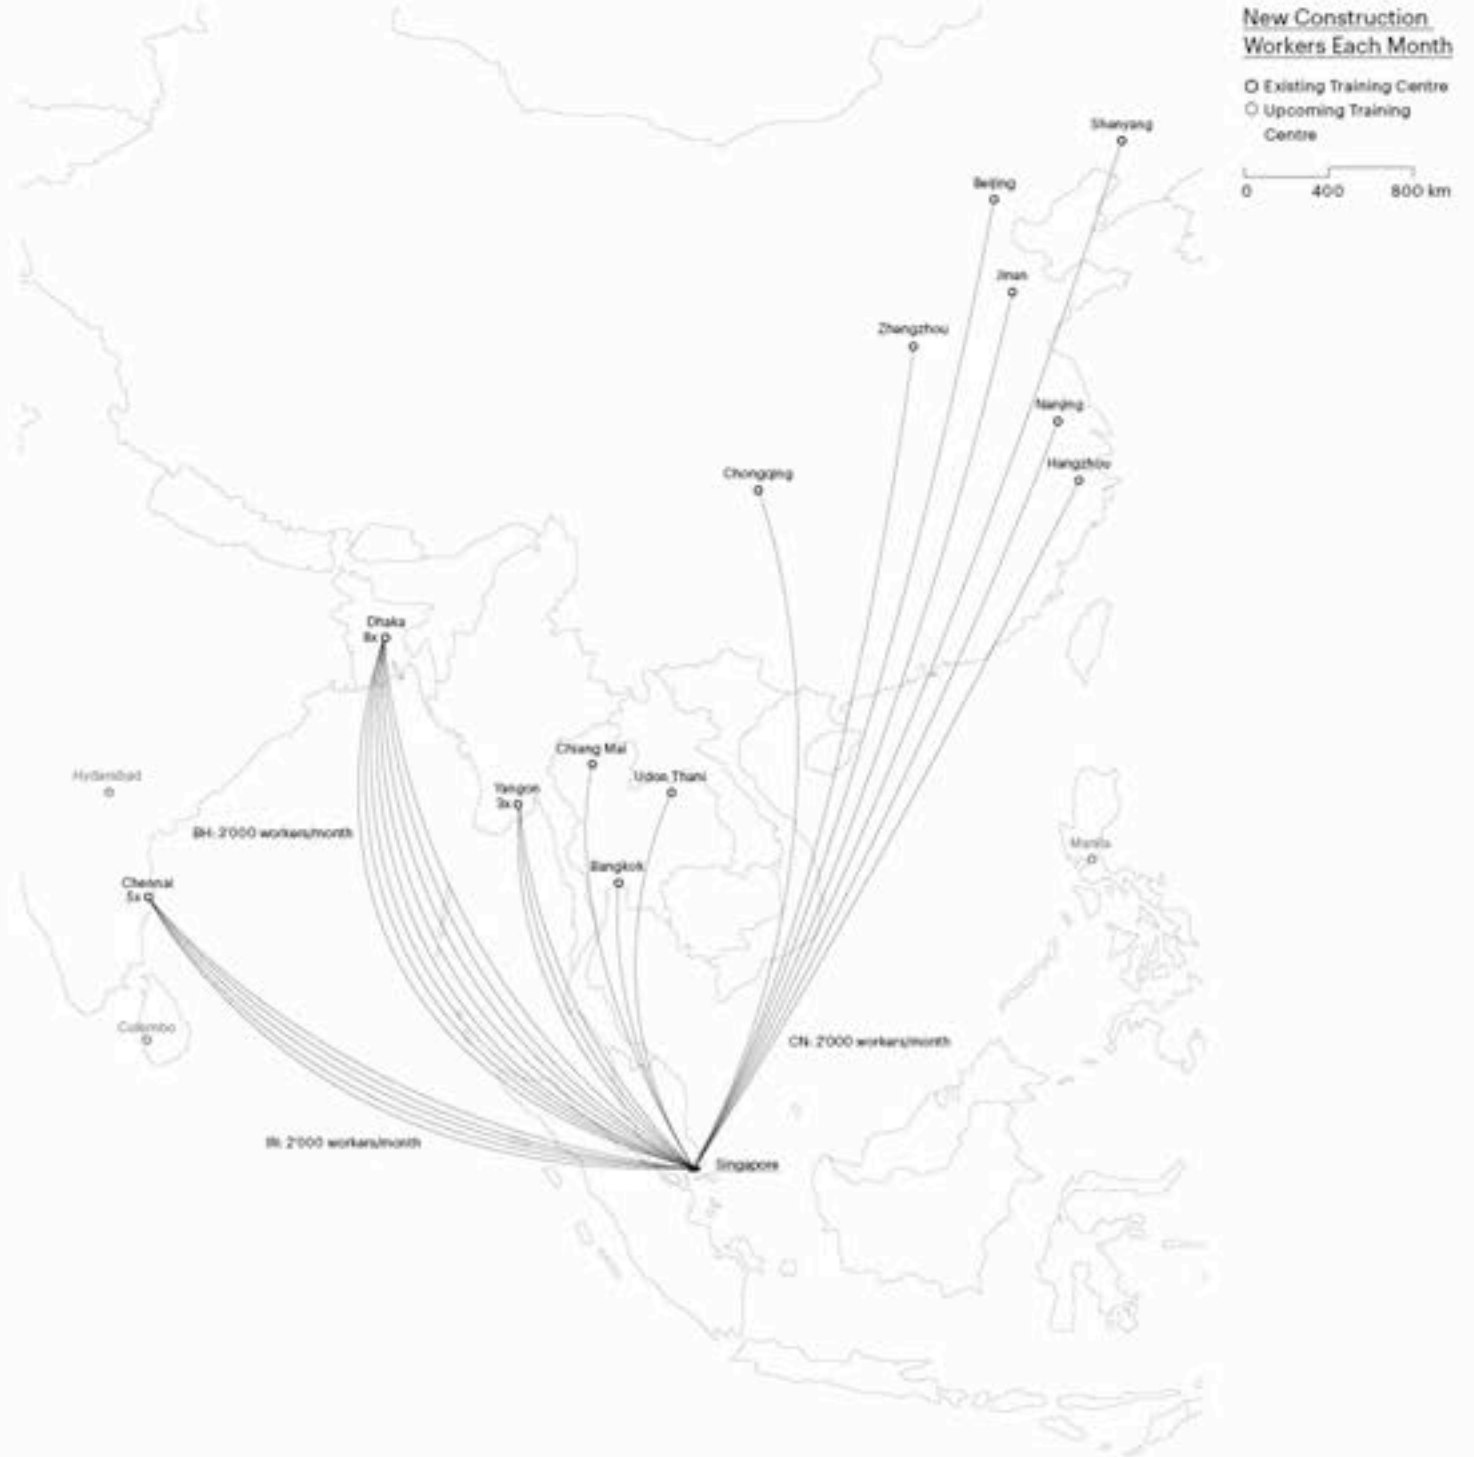 New Construction
Workers Each Month
Existing Training Centre
Upcoming Training
Centre
0 400 800 km
Shanyang
Beijing
Jinan
Zhangzhou
Nanjing
Hangzhou
Chongqing
Dhaka
8x
Chiang Mai
Udon Thani
Hyderabad
Yangon
3x
BH: 2'000 workers/month
Manila
Bangkok
Chennai
5x
Colombo
CN: 2'000 workers/month
IN: 2'000 workers/month
Singapore